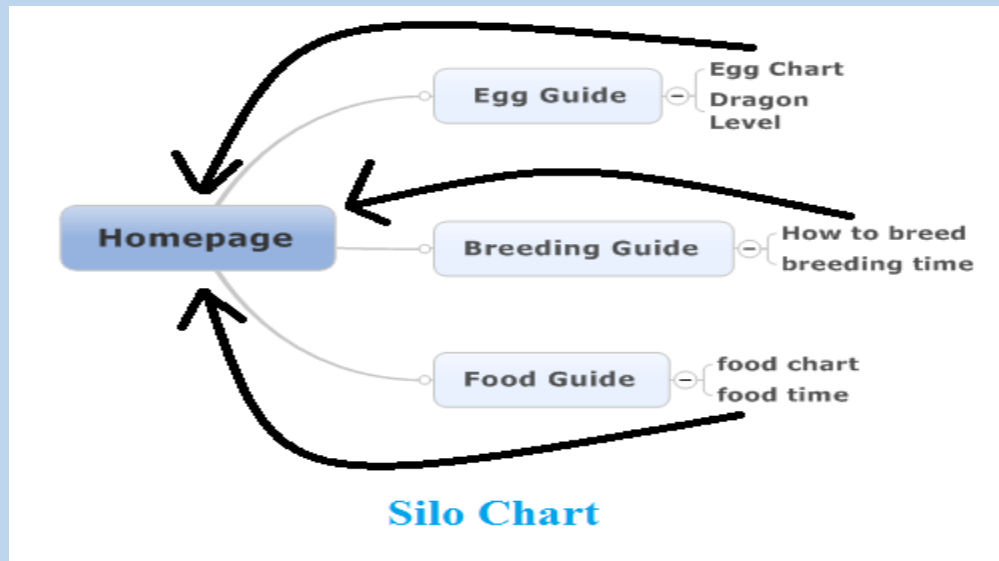 Homepage
Egg Guide
Egg Chart
Dragon
Level
Breeding Guide
How to breed
breeding time
Food Guide
food chart
food time
Silo Chart